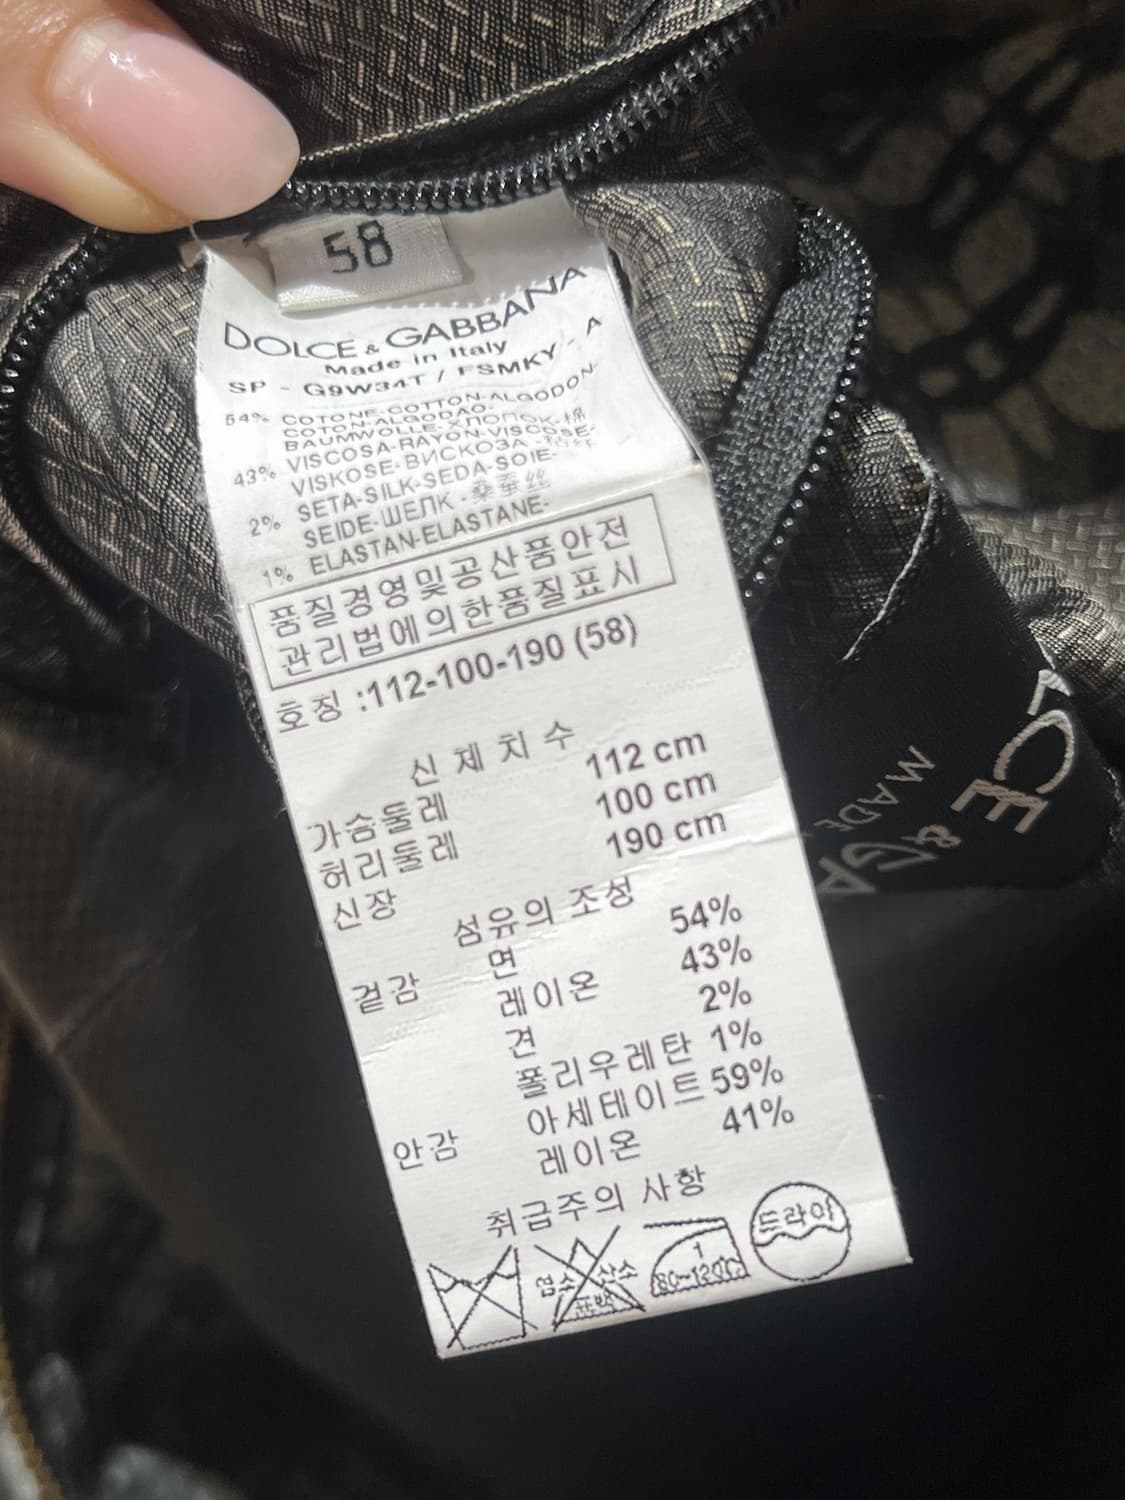 58
DOLCE & GABBANA
Made in Italy
SP - G9W34T / FSMKY - A
54% COTONE-COTTON-ALGODON-
COTON-ALGODAO-
BAUMWOLLE-ХЛОПОК-棉
43% VISCOSA-RAYON-VISCOSE-
VISKOSE-ВИСКОЗА-
2% SETA-SILK-SEDA-SOIE-
SEIDE-ШЕЛК-桑蚕丝
1% ELASTAN-ELASTANE-
품질경영및공산품안전
관리법에의한품질표시
호칭 :112-100-190 (58)
신체치수
가슴둘레 112 cm
허리둘레 100 cm
신장 190 cm
섬유의 조성
겉감 면 54%
레이온 43%
견 2%
폴리우레탄 1%
안감 아세테이트 59%
레이온 41%
취급주의 사항
염소 산소
표백
1
80~120℃
드라이
LCE
& GA
MADE